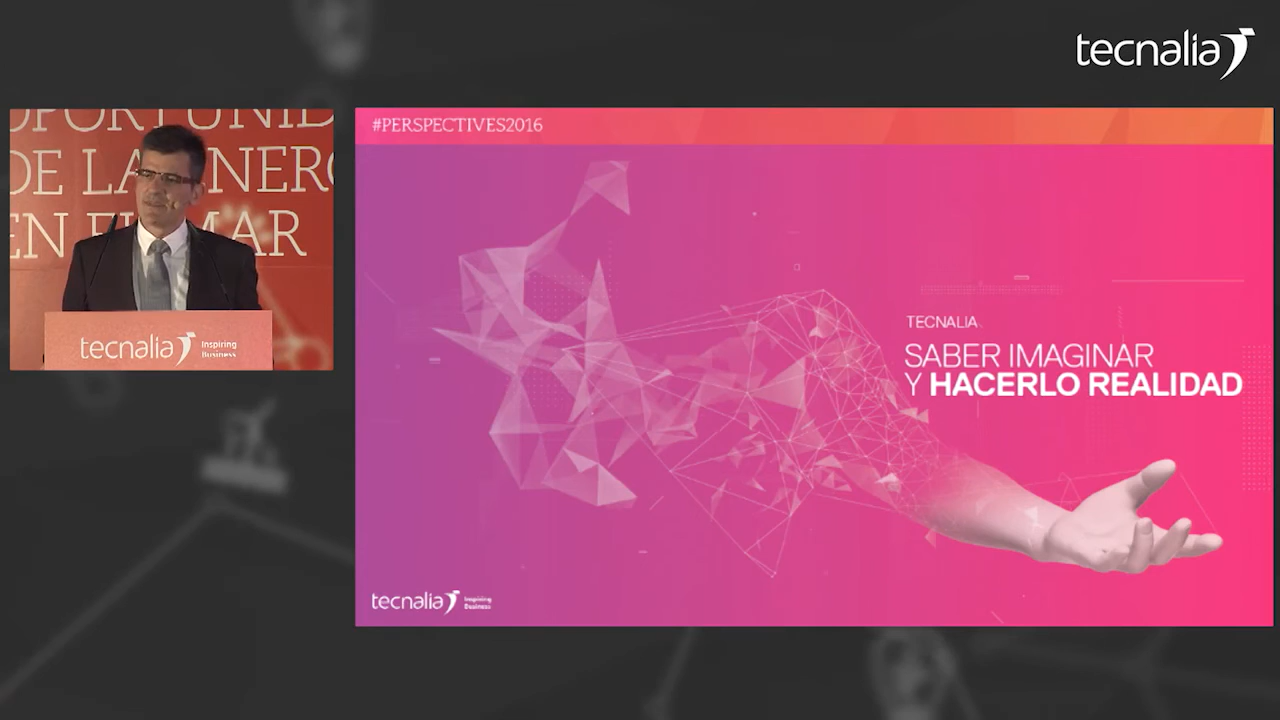 tecnalia
OPORTUNID
DE LA ENERG
EN EL MAR
tecnalia Inspiring
Business
#PERSPECTIVES2016
TECNALIA
SABER IMAGINAR
Y HACERLO REALIDAD
tecnalia Inspiring
Business